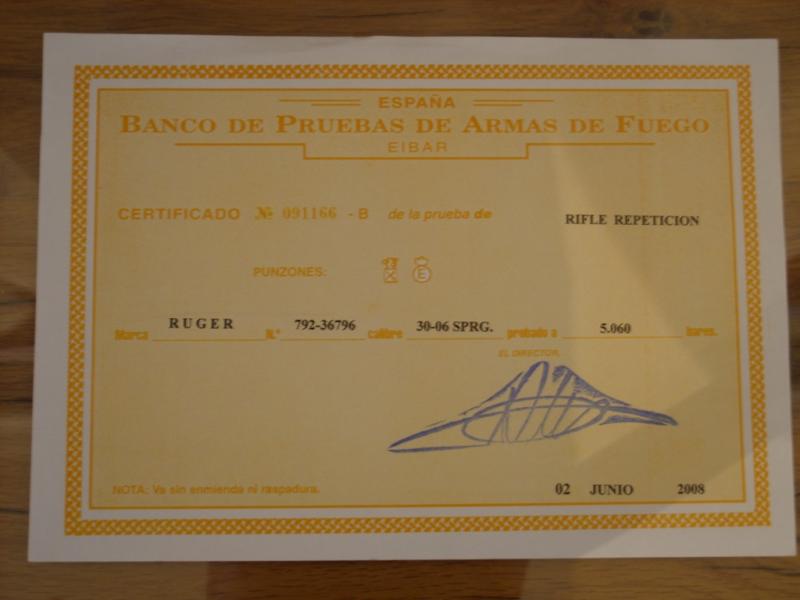 ESPAÑA
BANCO DE PRUEBAS DE ARMAS DE FUEGO
EIBAR
CERTIFICADO № 091166 - B de la prueba de RIFLE REPETICION
PUNZONES: E
Marca RUGER N.º 792-36796 calibre 30-06 SPRG. probado a 5.060 bares.
EL DIRECTOR,
NOTA: Va sin enmienda ni raspadura. 02 JUNIO 2008